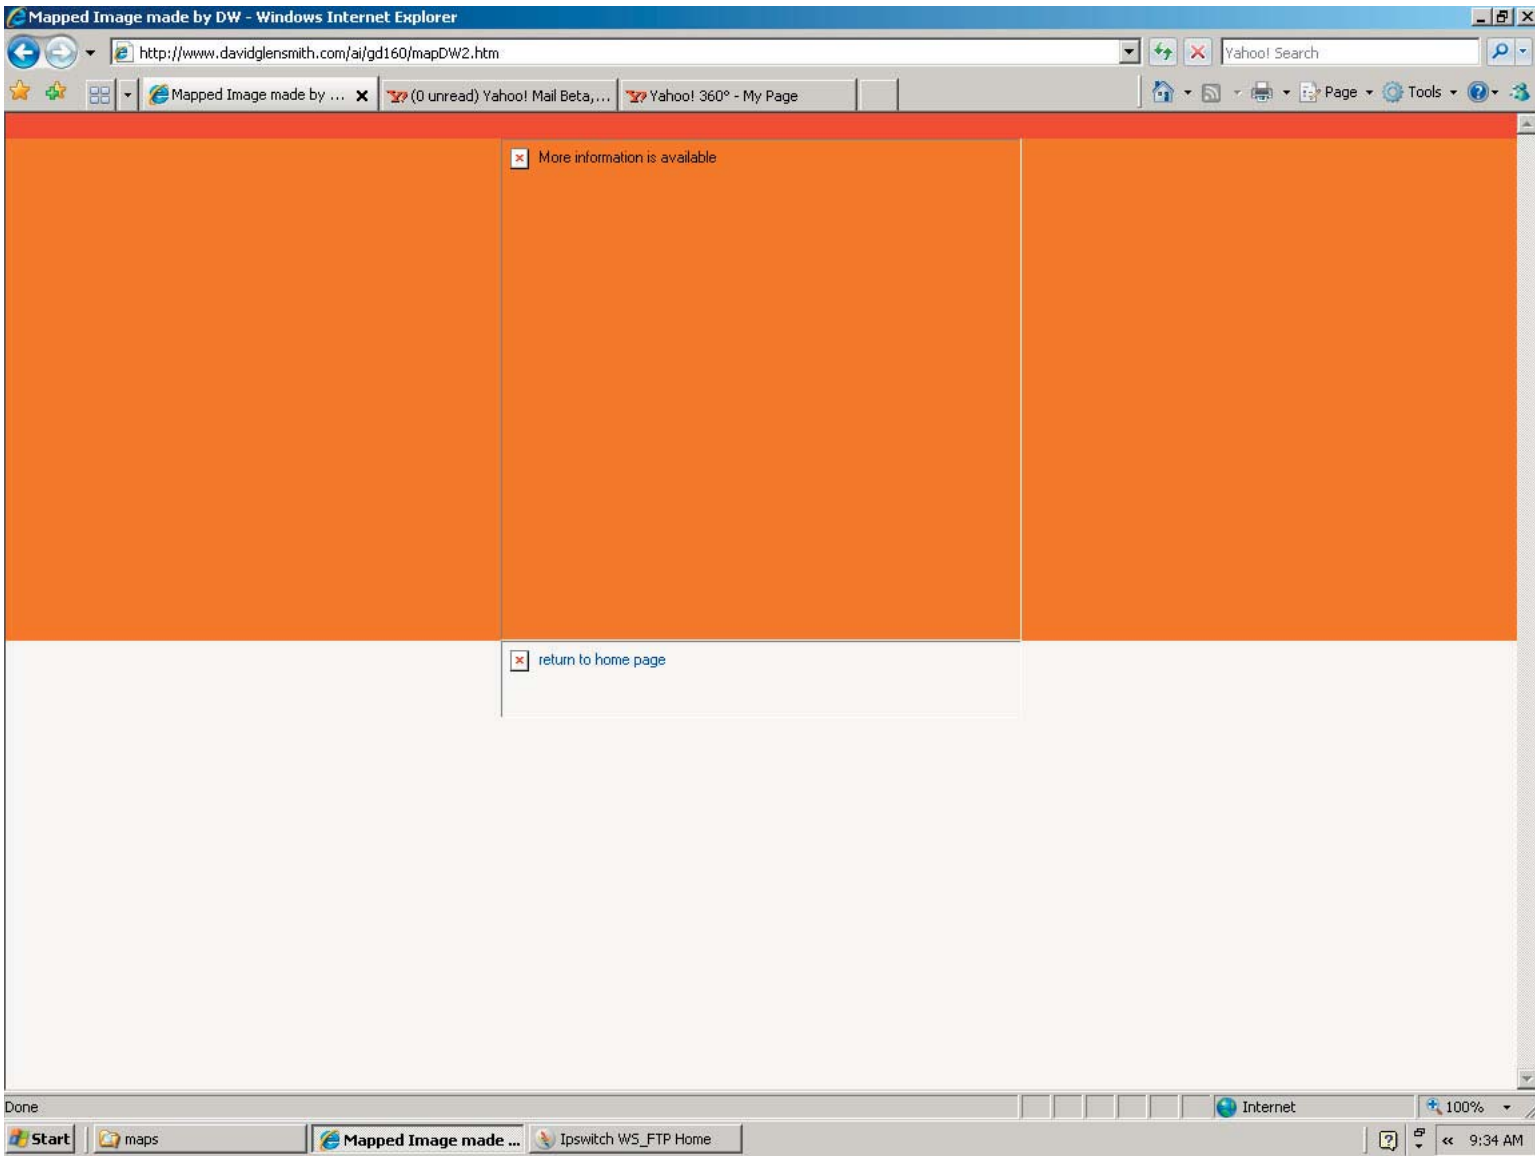 Mapped Image made by DW - Windows Internet Explorer
http://www.davidglensmith.com/ai/gd160/mapDW2.htm
Yahoo! Search
Mapped Image made by ...
(0 unread) Yahoo! Mail Beta,...
Yahoo! 360° - My Page
Page
Tools
More information is available
return to home page
Done
Internet
100%
Start
maps
Mapped Image made ...
Ipswitch WS_FTP Home
9:34 AM